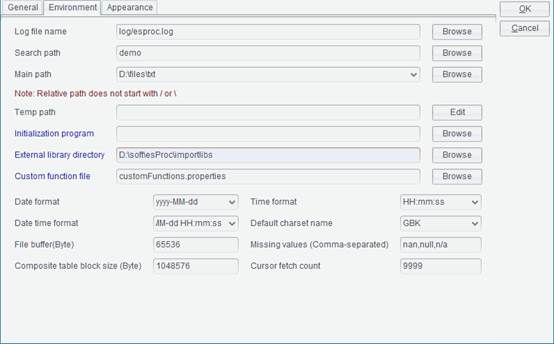 General Environment Appearance
OK
Log file name log/esproc.log Browse
Cancel
Search path demo Browse
Main path D:\files\txt Browse
Note: Relative path does not start with / or \
Temp path Edit
Initialization program Browse
External library directory D:\soft\esProc\importlibs Browse
Custom function file customFunctions.properties Browse
Date format yyyy-MM-dd Time format HH:mm:ss
Date time format /M-dd HH:mm:ss Default charset name GBK
File buffer(Byte) 65536 Missing values (Comma-separated) nan,null,n/a
Composite table block size (Byte) 1048576 Cursor fetch count 9999